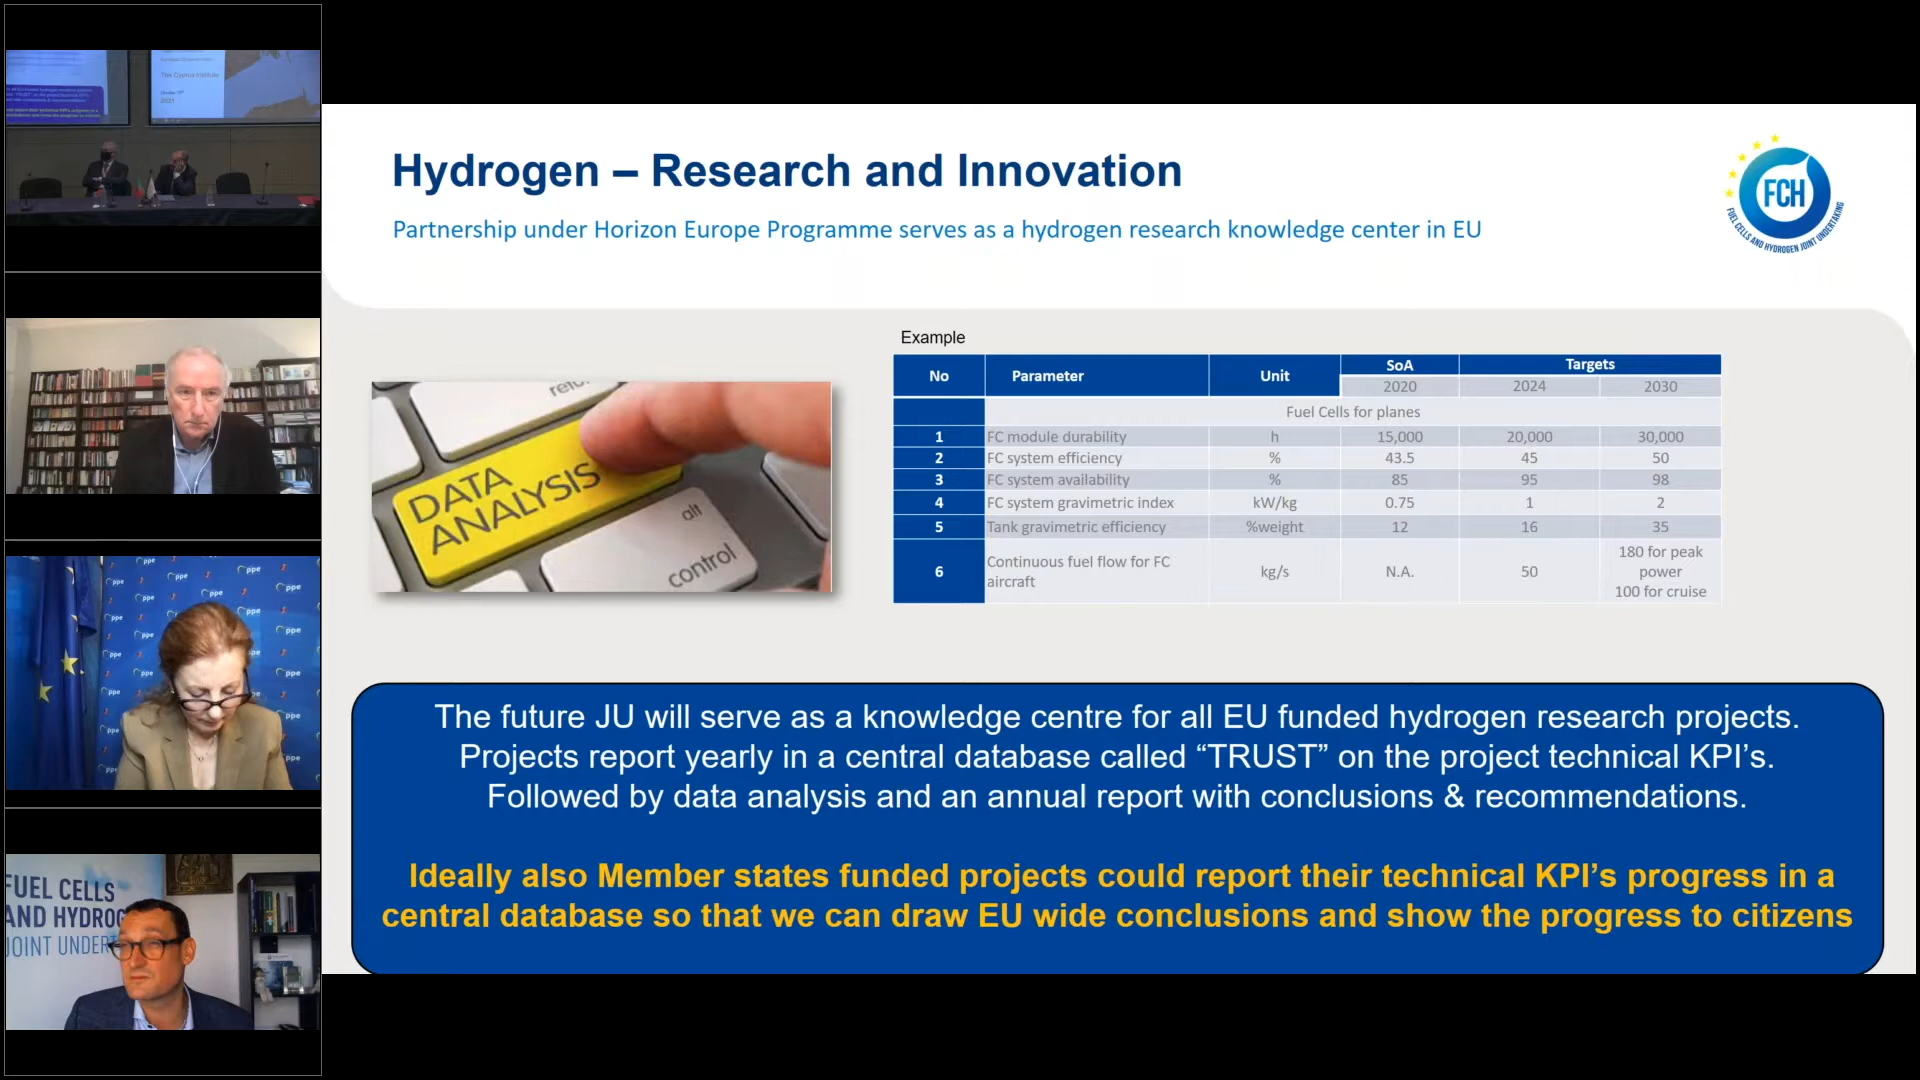 The Cyprus Institute
2021
ppe
FUEL CELLS
AND HYDROG
JOINT UNDER
Hydrogen – Research and Innovation
Partnership under Horizon Europe Programme serves as a hydrogen research knowledge center in EU
FCH
FUEL CELLS AND HYDROGEN JOINT UNDERTAKING
DATA
ANALYSIS
alt
control
Example
No Parameter Unit SoA Targets
2020 2024 2030
Fuel Cells for planes
1 FC module durability h 15,000 20,000 30,000
2 FC system efficiency % 43.5 45 50
3 FC system availability % 85 95 98
4 FC system gravimetric index kW/kg 0.75 1 2
5 Tank gravimetric efficiency %weight 12 16 35
6 Continuous fuel flow for FC aircraft kg/s N.A. 50 180 for peak power 100 for cruise
The future JU will serve as a knowledge centre for all EU funded hydrogen research projects.
Projects report yearly in a central database called “TRUST” on the project technical KPI’s.
Followed by data analysis and an annual report with conclusions & recommendations.
Ideally also Member states funded projects could report their technical KPI’s progress in a
central database so that we can draw EU wide conclusions and show the progress to citizens